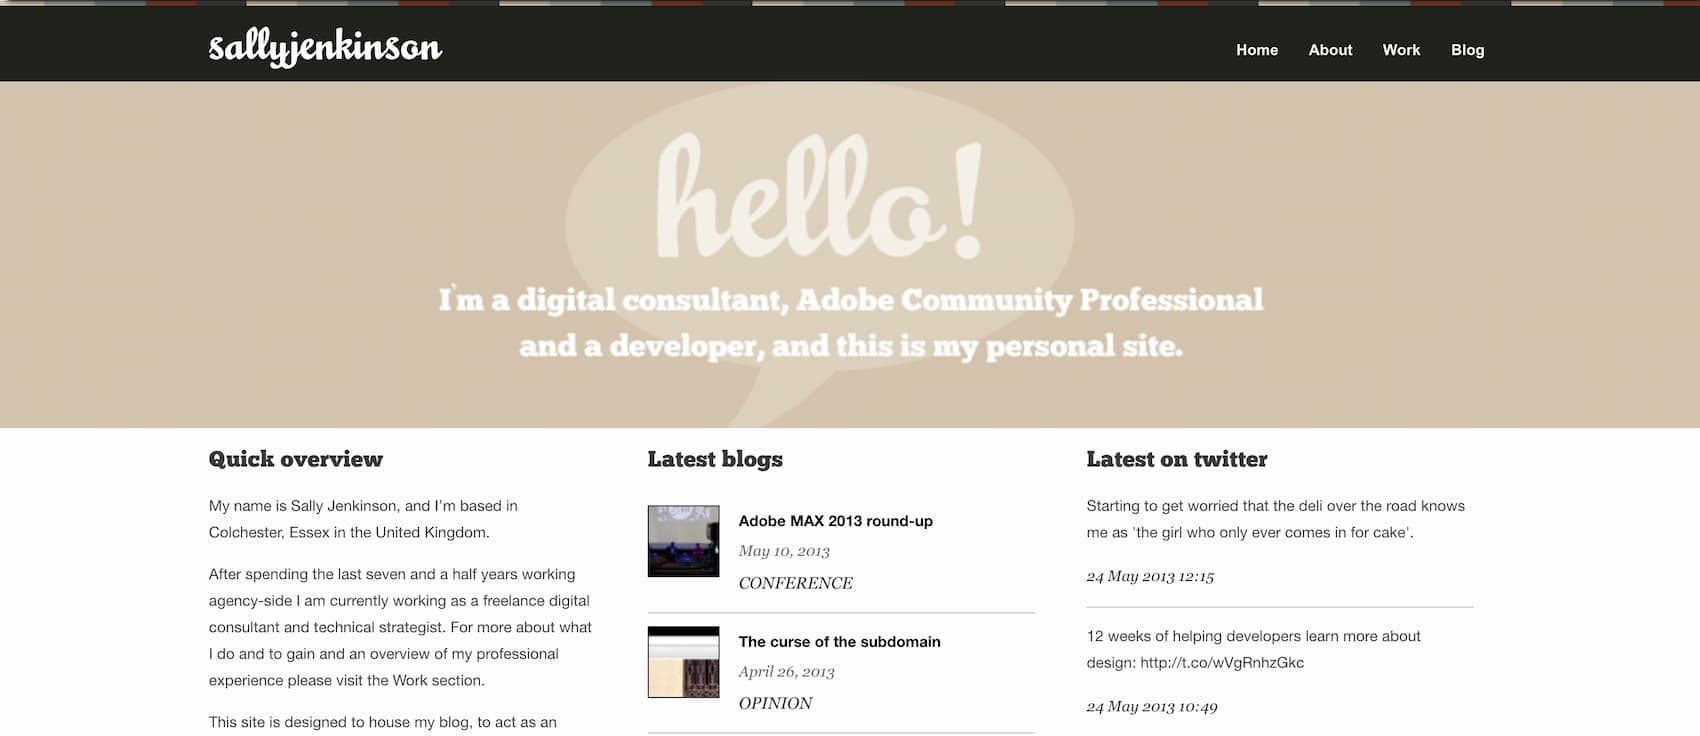 sallyjenkinson
Home About Work Blog
hello!
I'm a digital consultant, Adobe Community Professional
and a developer, and this is my personal site.
Quick overview
My name is Sally Jenkinson, and I'm based in
Colchester, Essex in the United Kingdom.
After spending the last seven and a half years working
agency-side I am currently working as a freelance digital
consultant and technical strategist. For more about what
I do and to gain and an overview of my professional
experience please visit the Work section.
This site is designed to house my blog, to act as an
Latest blogs
Adobe MAX 2013 round-up
May 10, 2013
CONFERENCE
The curse of the subdomain
April 26, 2013
OPINION
Latest on twitter
Starting to get worried that the deli over the road knows
me as 'the girl who only ever comes in for cake'.
24 May 2013 12:15
12 weeks of helping developers learn more about
design: http://t.co/wVgRnhzGkc
24 May 2013 10:49